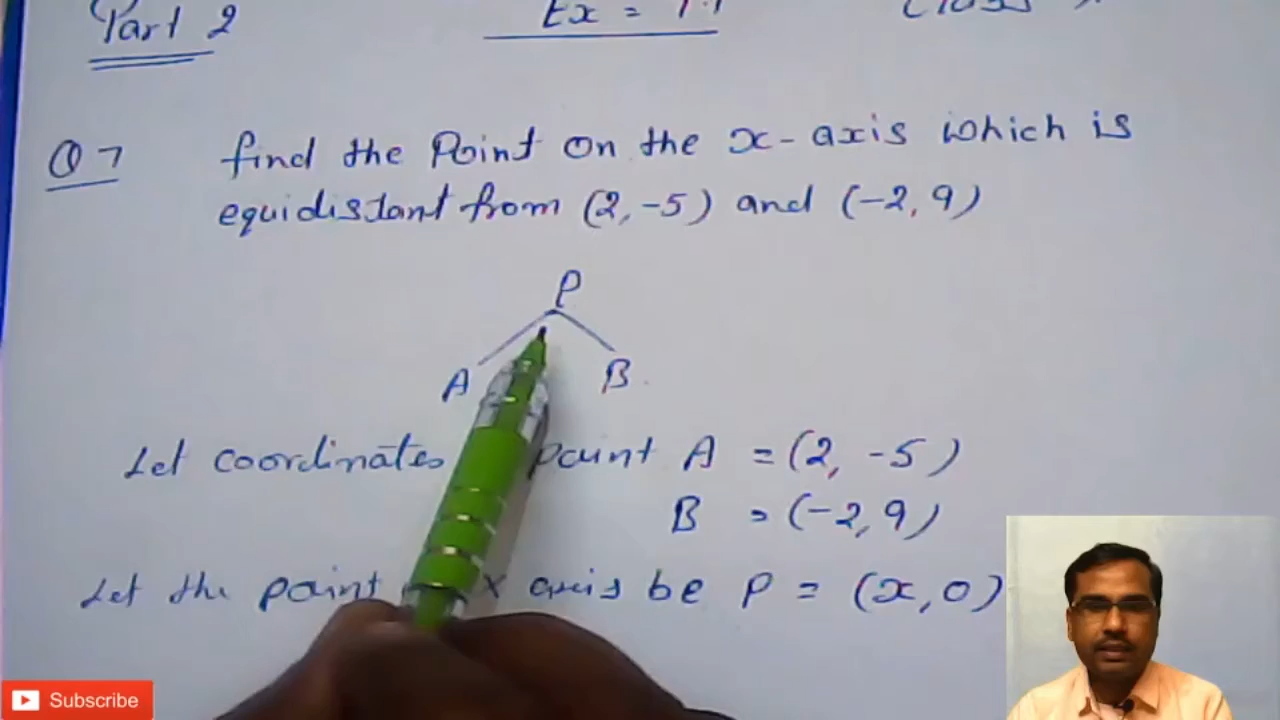 Part 2
Ex =
Q 7 find the Point on the x-axis which is
equidistant from (2,-5) and (-2,9)
P
A B
Let coordinates point A = (2, -5)
B = (-2,9)
Let the point x axis be P = (x,0)
Subscribe